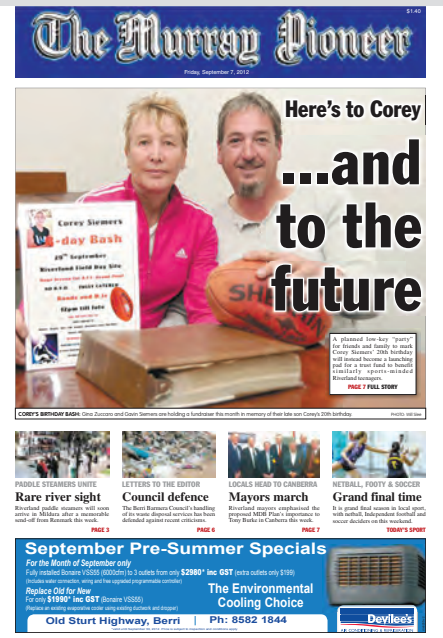 $1.40
The Murray Pioneer
Friday, September 7, 2012
Here's to Corey
...and
to the
future
Corey Siemers
-day Bash
29th September
Riverland Field Day Site
12pm till late
SH
A planned low-key "party"
for friends and family to mark
Corey Siemers' 20th birthday
will instead become a launching
pad for a trust fund to benefit
similarly sports-minded
Riverland teenagers.
PAGE 7 FULL STORY
COREY'S BIRTHDAY BASH: Gina Zuccaro and Gavin Siemers are holding a fundraiser this month in memory of their late son Corey's 20th birthday.
PADDLE STEAMERS UNITE
Rare river sight
Riverland paddle steamers will soon
arrive in Mildura after a memorable
send-off from Renmark this week.
PAGE 3
LETTERS TO THE EDITOR
Council defence
The Berri Barmera Council's handling
of its waste disposal services has been
defended against recent criticisms.
PAGE 6
LOCALS HEAD TO CANBERRA
Mayors march
Riverland mayors emphasised the
proposed MDB Plan's importance to
Tony Burke in Canberra this week.
PAGE 7
NETBALL, FOOTY & SOCCER
Grand final time
It is grand final season in local sport,
with netball, Independent football and
soccer deciders on this weekend.
TODAY'S SPORT
September Pre-Summer Specials
For the Month of September only
Fully installed Bonaire VSS55 (600dm) to 3 outlets from only $2980* inc GST (extra outlets only $199)
(Includes water connection, wiring and free upgraded programmable controller)
Replace Old for New
For only $1990* inc GST (Bonaire VSS55)
(Replace an existing evaporative cooler using existing ductwork and dropper)
The Environmental
Cooling Choice
Old Sturt Highway, Berri | Ph: 8582 1844
Devilee's
AIR CONDITIONING & REFRIGERATION